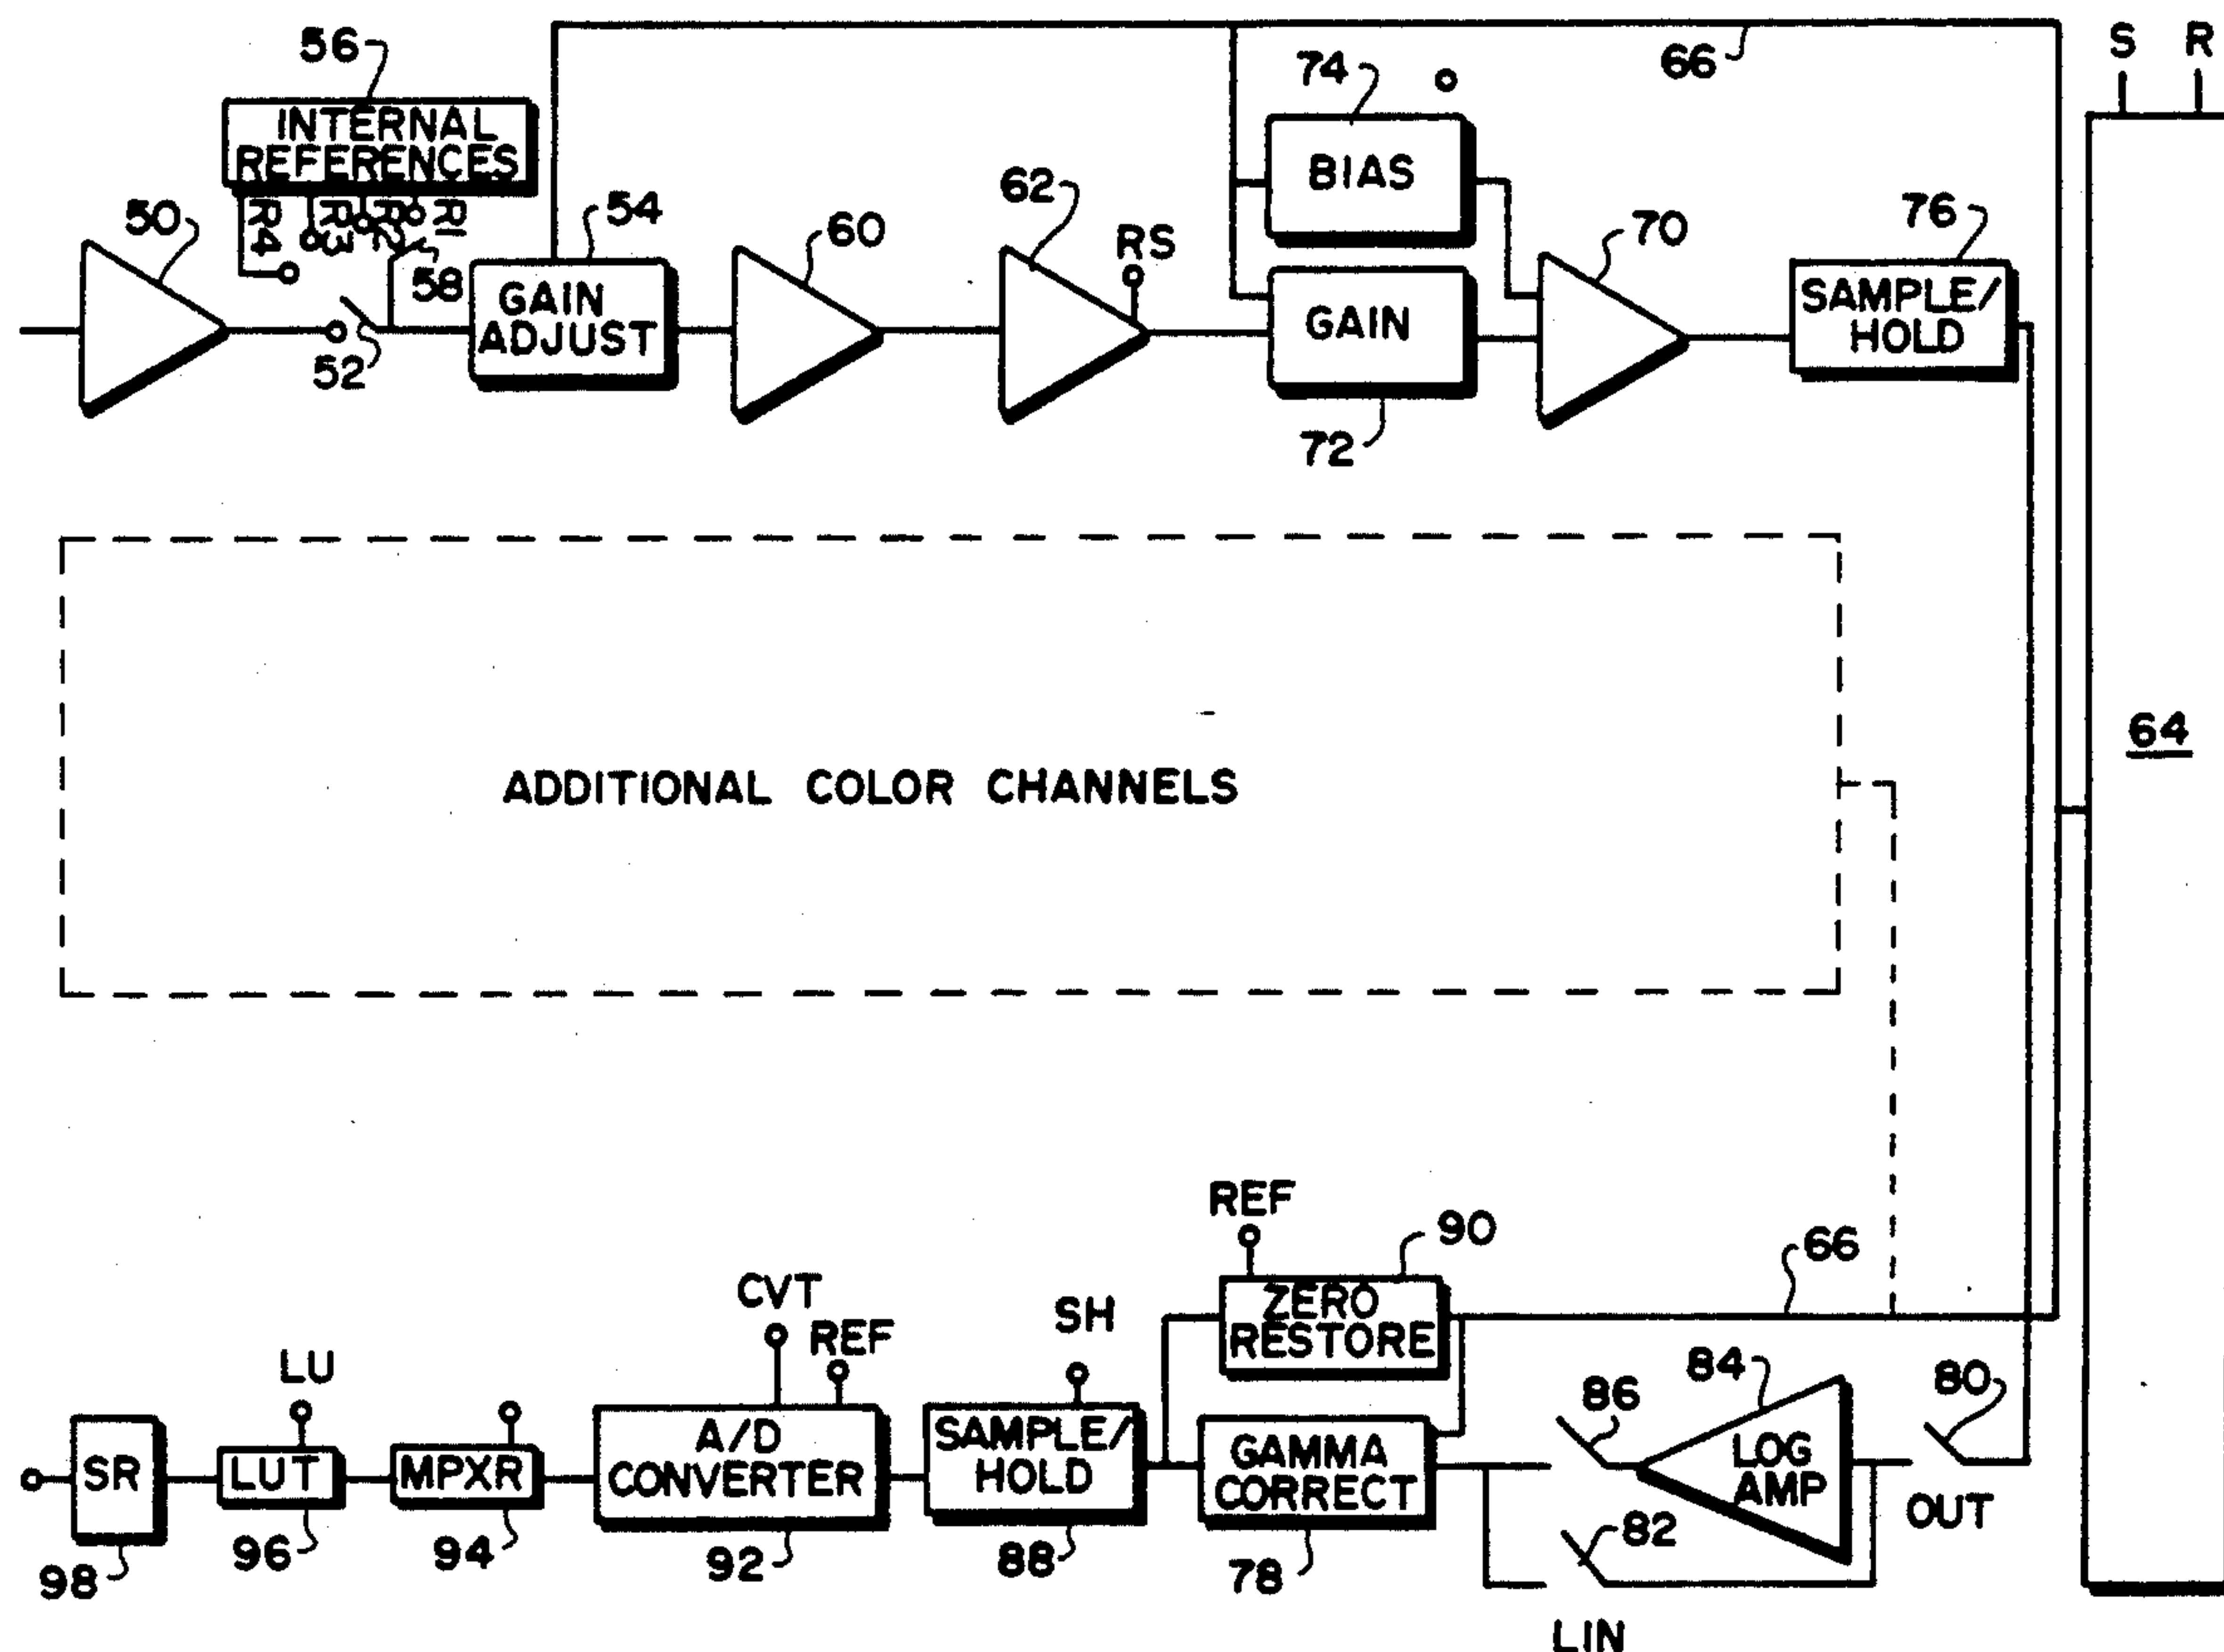 56
INTERNAL
REFERENCES
R4
R3
R2
R1
50
52
58
54
GAIN
ADJUST
60
62
RS
74
BIAS
GAIN
72
70
66
76
SAMPLE/
HOLD
S R
64
ADDITIONAL COLOR CHANNELS
REF
90
ZERO
RESTORE
66
CVT
REF
SH
LU
84
80
86
LOG
AMP
OUT
82
LIN
GAMMA
CORRECT
78
SAMPLE/
HOLD
88
A/D
CONVERTER
92
MPXR
94
LUT
96
SR
98